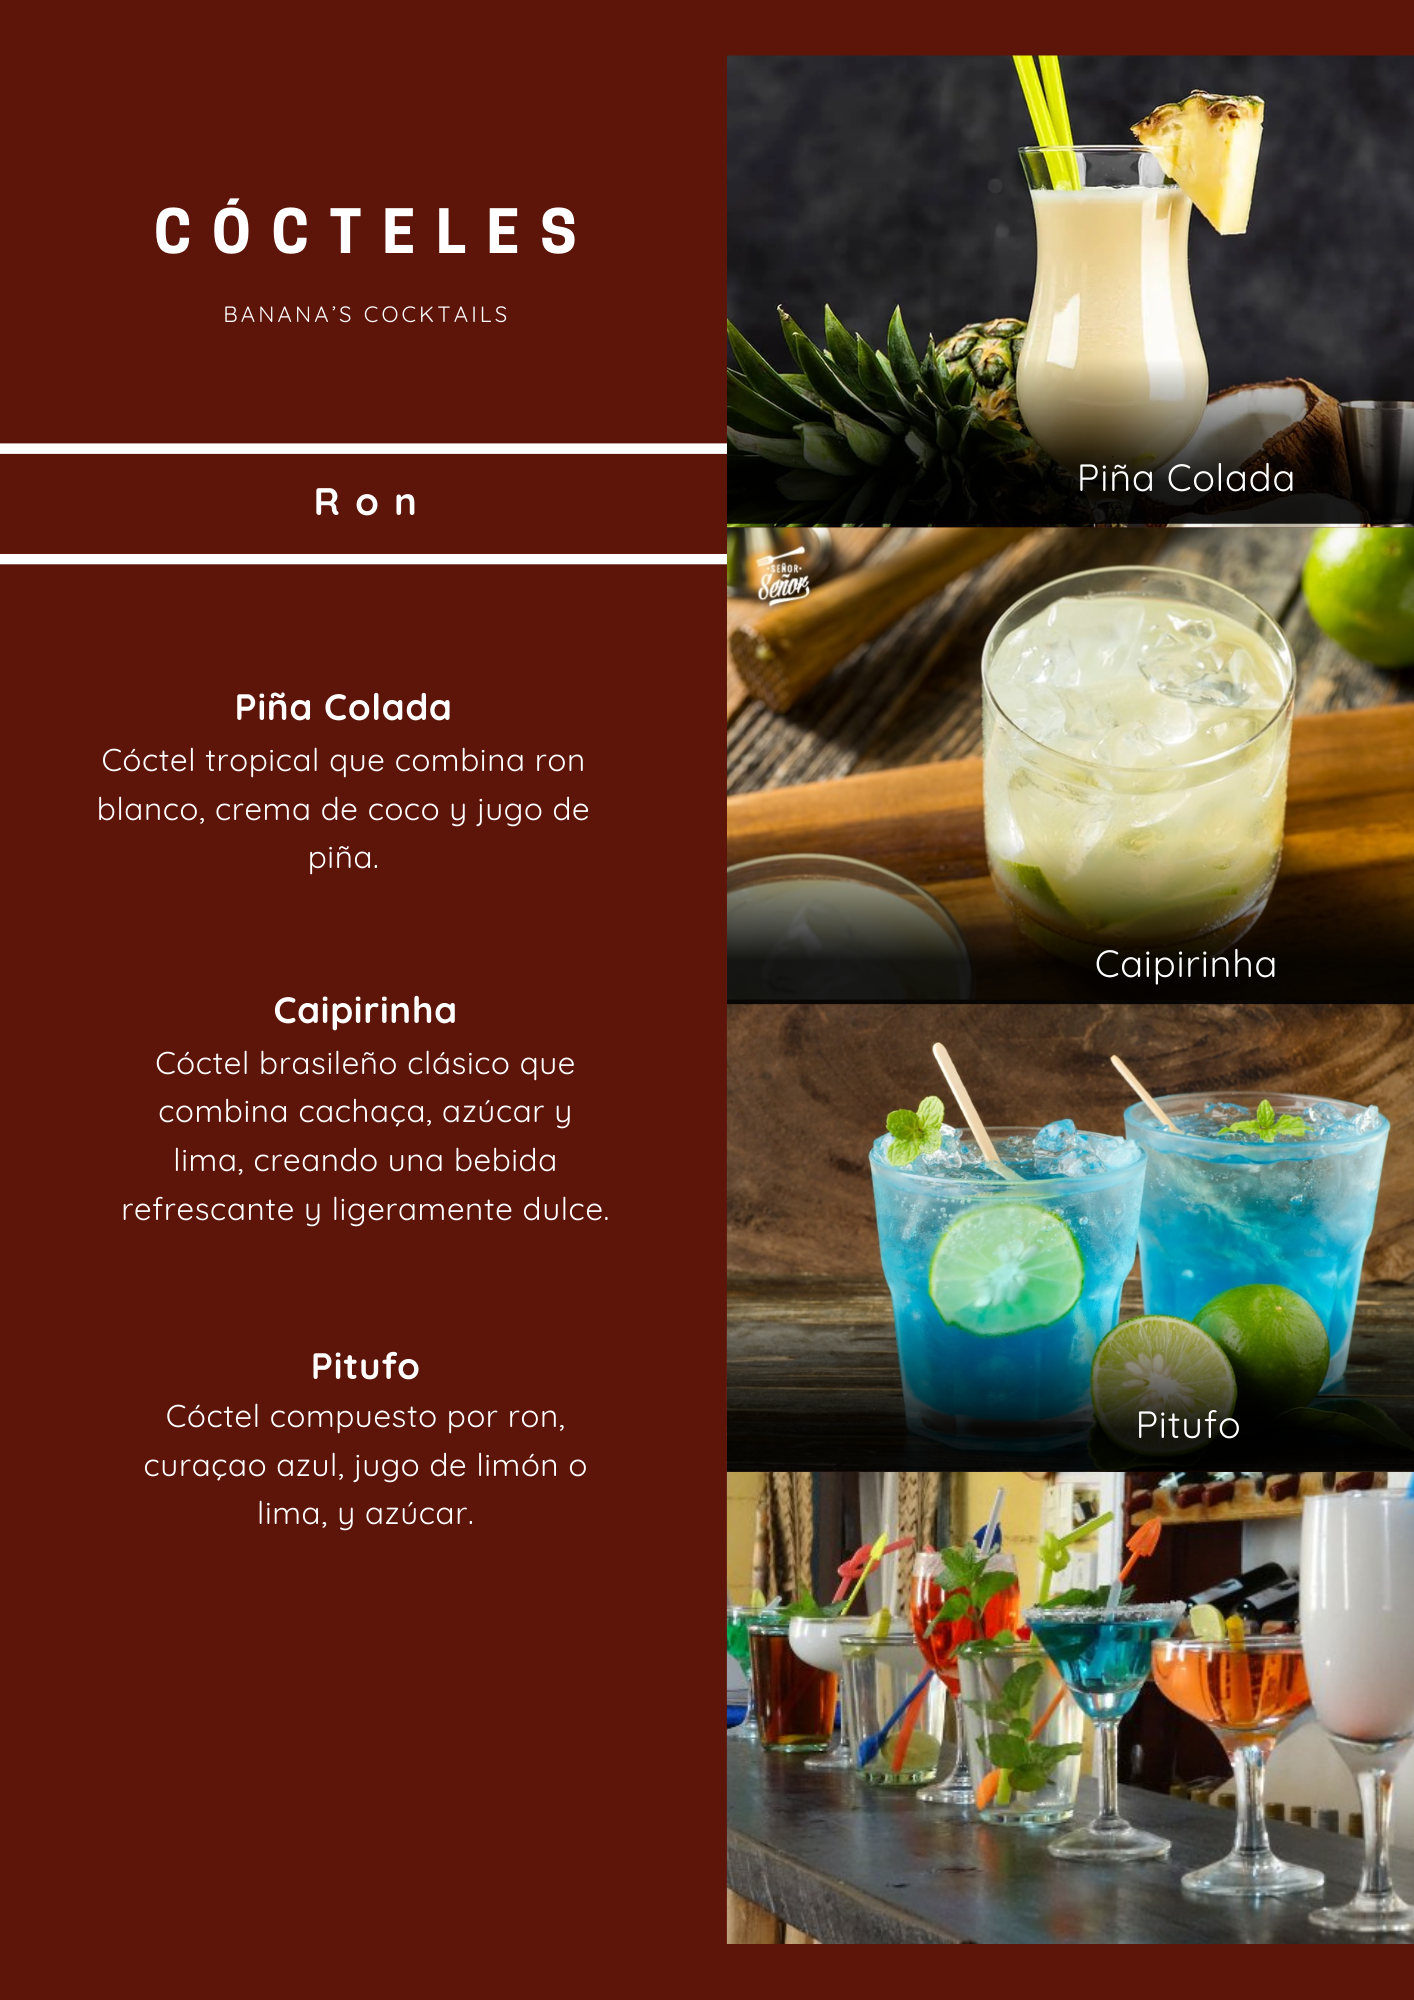 CÓCTELES
BANANA’S COCKTAILS
Ron
Piña Colada
Cóctel tropical que combina ron
blanco, crema de coco y jugo de
piña.
Caipirinha
Cóctel brasileño clásico que
combina cachaça, azúcar y
lima, creando una bebida
refrescante y ligeramente dulce.
Pitufo
Cóctel compuesto por ron,
curaçao azul, jugo de limón o
lima, y azúcar.
Piña Colada
·SEÑOR·
Señor
Caipirinha
Pitufo